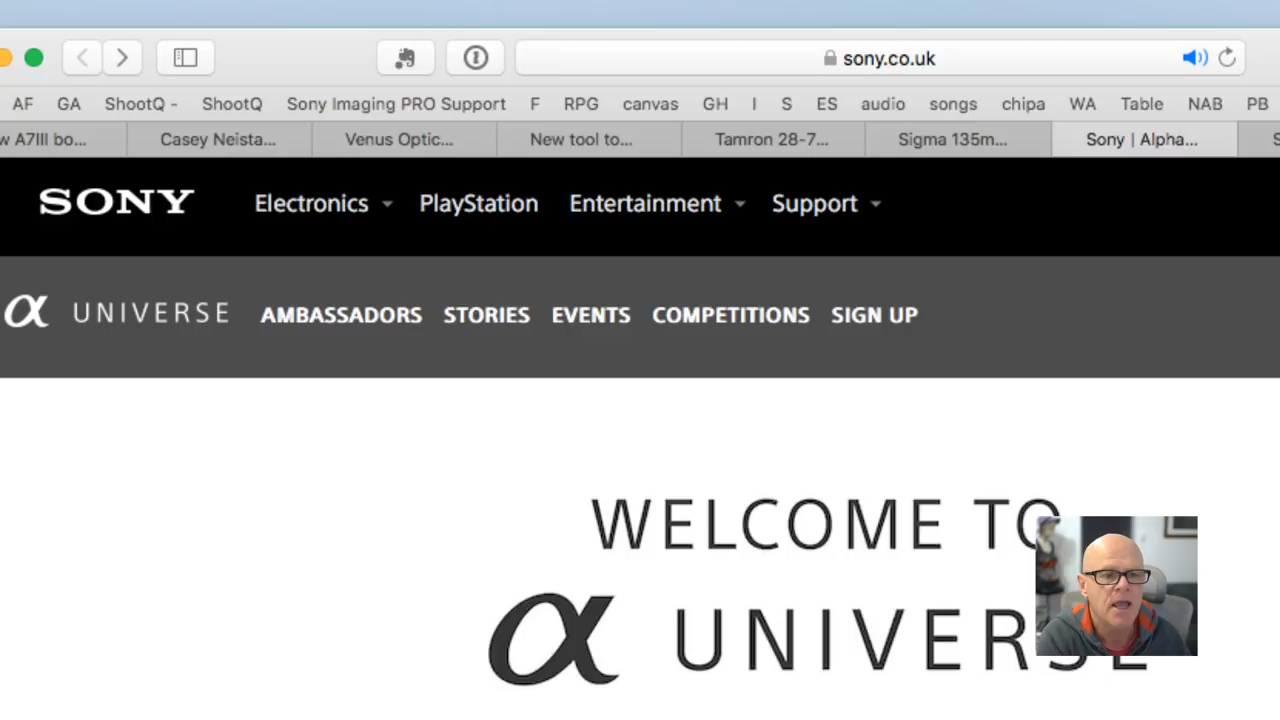 sony.co.uk
AF GA ShootQ - ShootQ Sony Imaging PRO Support F RPG canvas GH I S ES audio songs chipa WA Table NAB PB
w A7III bo... Casey Neista... Venus Optic... New tool to... Tamron 28-7... Sigma 135m... Sony | Alpha... S
SONY Electronics PlayStation Entertainment Support
α UNIVERSE AMBASSADORS STORIES EVENTS COMPETITIONS SIGN UP
WELCOME TO
α UNIVERSE